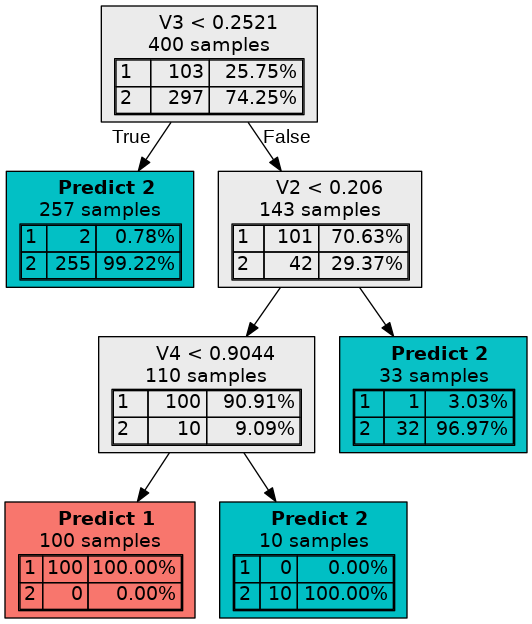 V3 < 0.2521
400 samples
1 103 25.75%
2 297 74.25%
True
False
Predict 2
257 samples
1 2 0.78%
2 255 99.22%
V2 < 0.206
143 samples
1 101 70.63%
2 42 29.37%
V4 < 0.9044
110 samples
1 100 90.91%
2 10 9.09%
Predict 2
33 samples
1 1 3.03%
2 32 96.97%
Predict 1
100 samples
1 100 100.00%
2 0 0.00%
Predict 2
10 samples
1 0 0.00%
2 10 100.00%